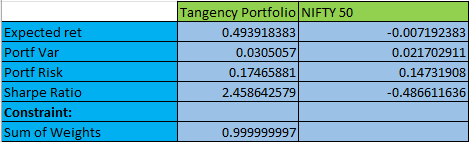 Tangency Portfolio NIFTY 50
Expected ret 0.493918383 -0.007192383
Portf Var 0.0305057 0.021702911
Portf Risk 0.17465881 0.14731908
Sharpe Ratio 2.458642579 -0.486611636
Constraint:
Sum of Weights 0.999999997